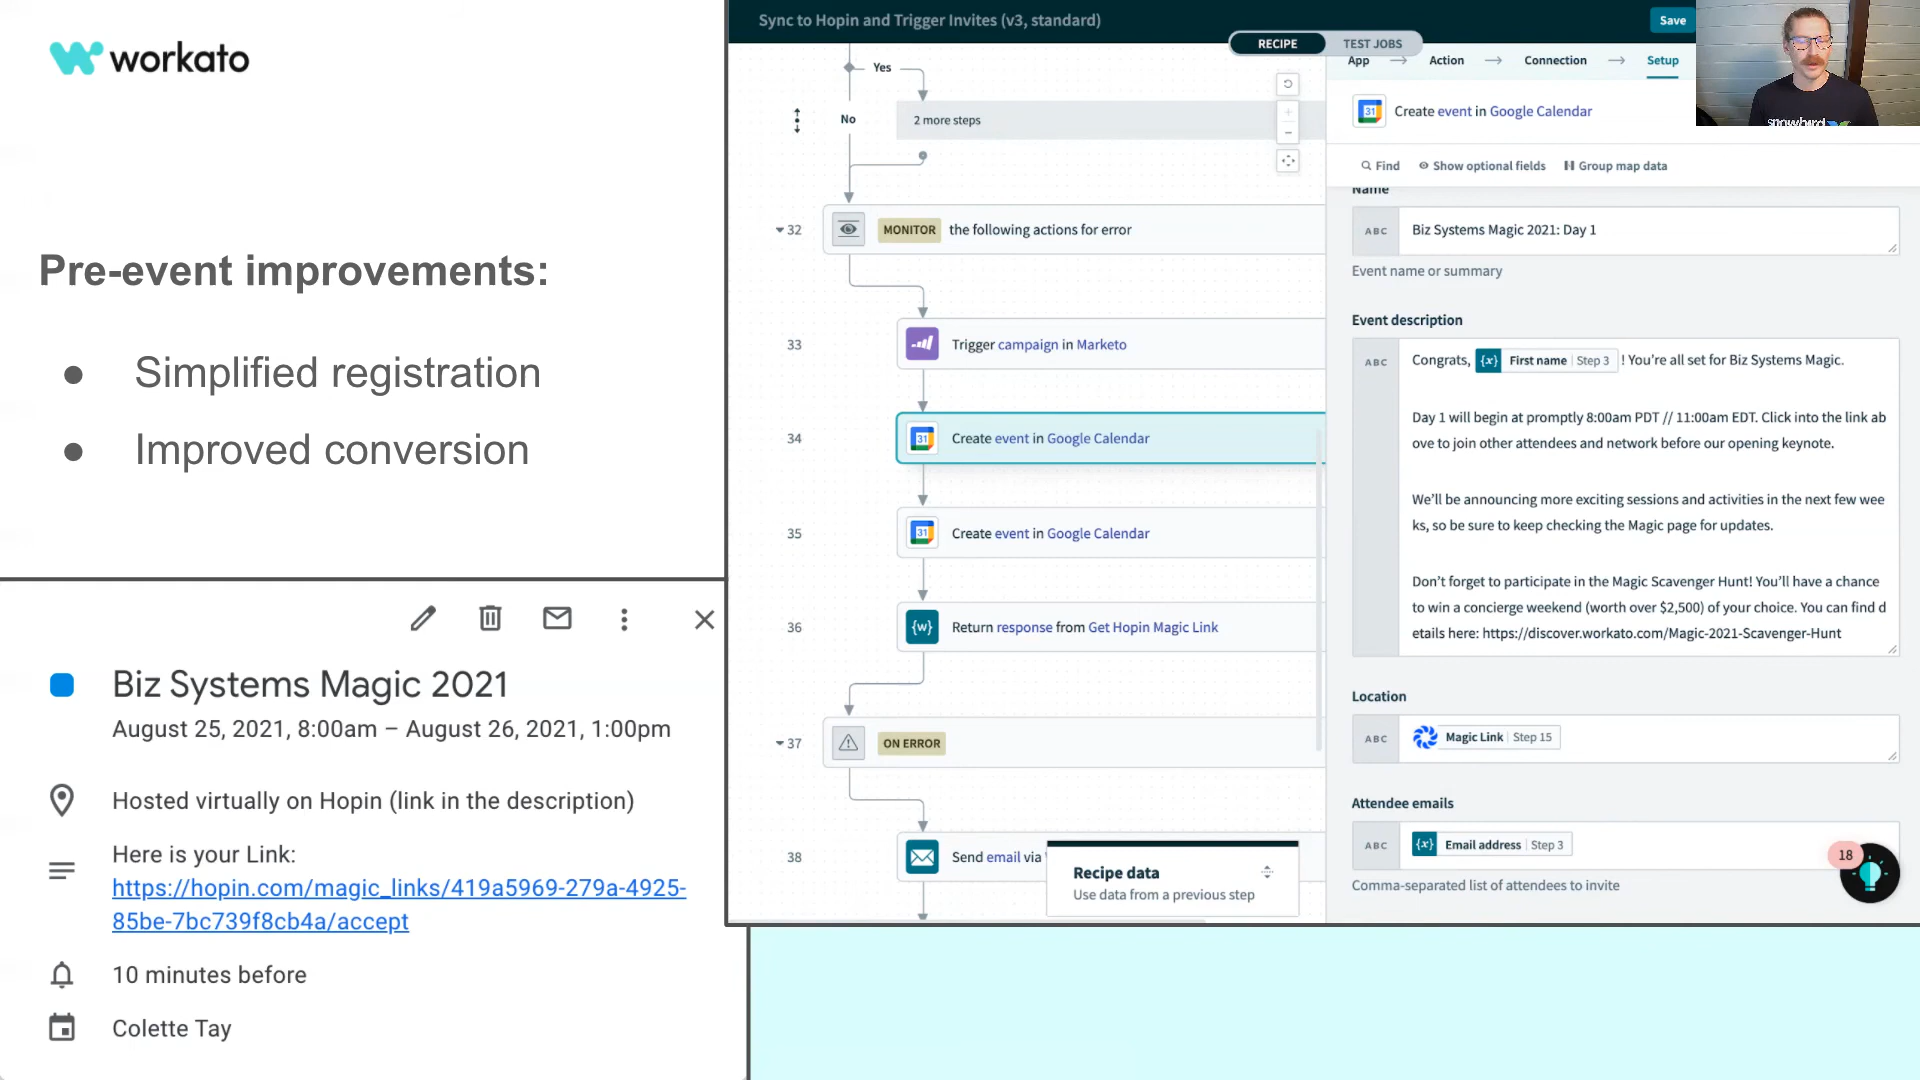 workato
Pre-event improvements:
● Simplified registration
● Improved conversion
Biz Systems Magic 2021
August 25, 2021, 8:00am – August 26, 2021, 1:00pm
Hosted virtually on Hopin (link in the description)
Here is your Link:
https://hopin.com/magic_links/419a5969-279a-4925-
85be-7bc739f8cb4a/accept
10 minutes before
Colette Tay
Sync to Hopin and Trigger Invites (v3, standard)
Save
RECIPE
TEST JOBS
Yes
No
2 more steps
32 MONITOR the following actions for error
33 Trigger campaign in Marketo
34 31 Create event in Google Calendar
35 31 Create event in Google Calendar
36 {w} Return response from Get Hopin Magic Link
37 ON ERROR
38 Send email via
Recipe data
Use data from a previous step
App → Action → Connection → Setup
31 Create event in Google Calendar
Find Show optional fields Group map data
Name
ABC Biz Systems Magic 2021: Day 1
Event name or summary
Event description
ABC Congrats, {x} First name | Step 3 ! You're all set for Biz Systems Magic.
Day 1 will begin at promptly 8:00am PDT // 11:00am EDT. Click into the link ab
ove to join other attendees and network before our opening keynote.
We'll be announcing more exciting sessions and activities in the next few wee
ks, so be sure to keep checking the Magic page for updates.
Don't forget to participate in the Magic Scavenger Hunt! You'll have a chance
to win a concierge weekend (worth over $2,500) of your choice. You can find d
etails here: https://discover.workato.com/Magic-2021-Scavenger-Hunt
Location
ABC Magic Link | Step 15
Attendee emails
ABC {x} Email address | Step 3
Comma-separated list of attendees to invite
18